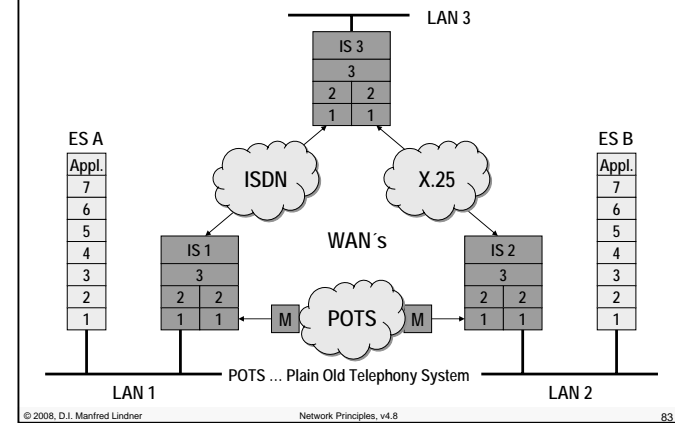 LAN 3
IS 3
3
2 2
1 1
ES A
Appl.
7
6
5
4
3
2
1
ISDN
X.25
ES B
Appl.
7
6
5
4
3
2
1
WAN´s
IS 1
3
2 2
1 1
IS 2
3
2 2
1 1
M
POTS
M
POTS ... Plain Old Telephony System
LAN 1
LAN 2
© 2008, D.I. Manfred Lindner
Network Principles, v4.8
83